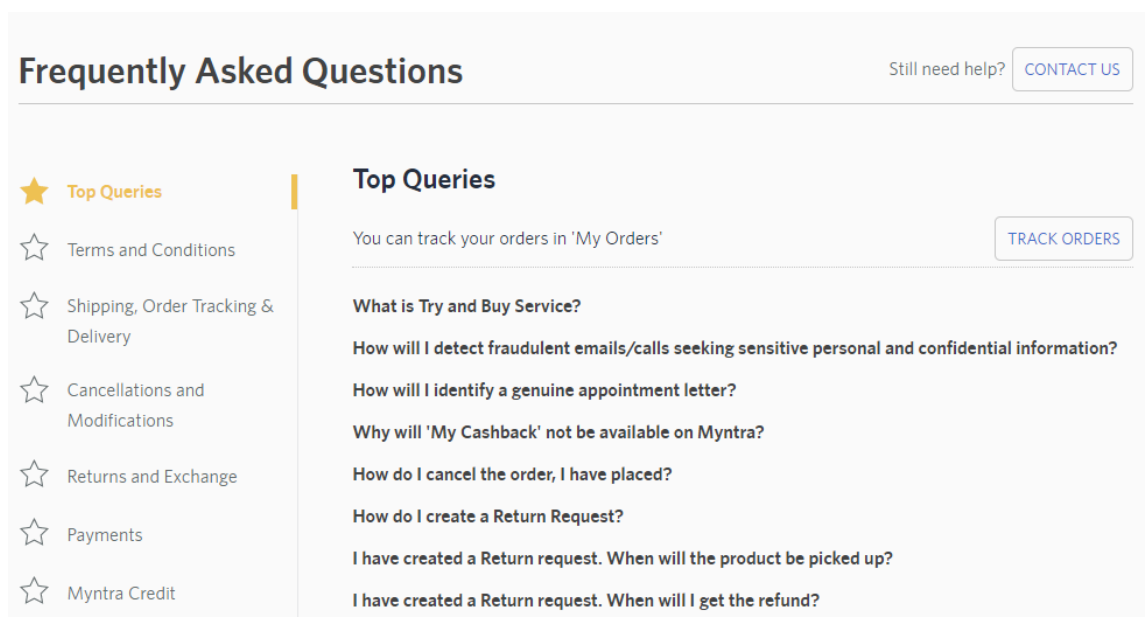 Frequently Asked Questions
Still need help?
CONTACT US
Top Queries
Terms and Conditions
Shipping, Order Tracking &
Delivery
Cancellations and
Modifications
Returns and Exchange
Payments
Myntra Credit
Top Queries
You can track your orders in 'My Orders'
TRACK ORDERS
What is Try and Buy Service?
How will I detect fraudulent emails/calls seeking sensitive personal and confidential information?
How will I identify a genuine appointment letter?
Why will 'My Cashback' not be available on Myntra?
How do I cancel the order, I have placed?
How do I create a Return Request?
I have created a Return request. When will the product be picked up?
I have created a Return request. When will I get the refund?